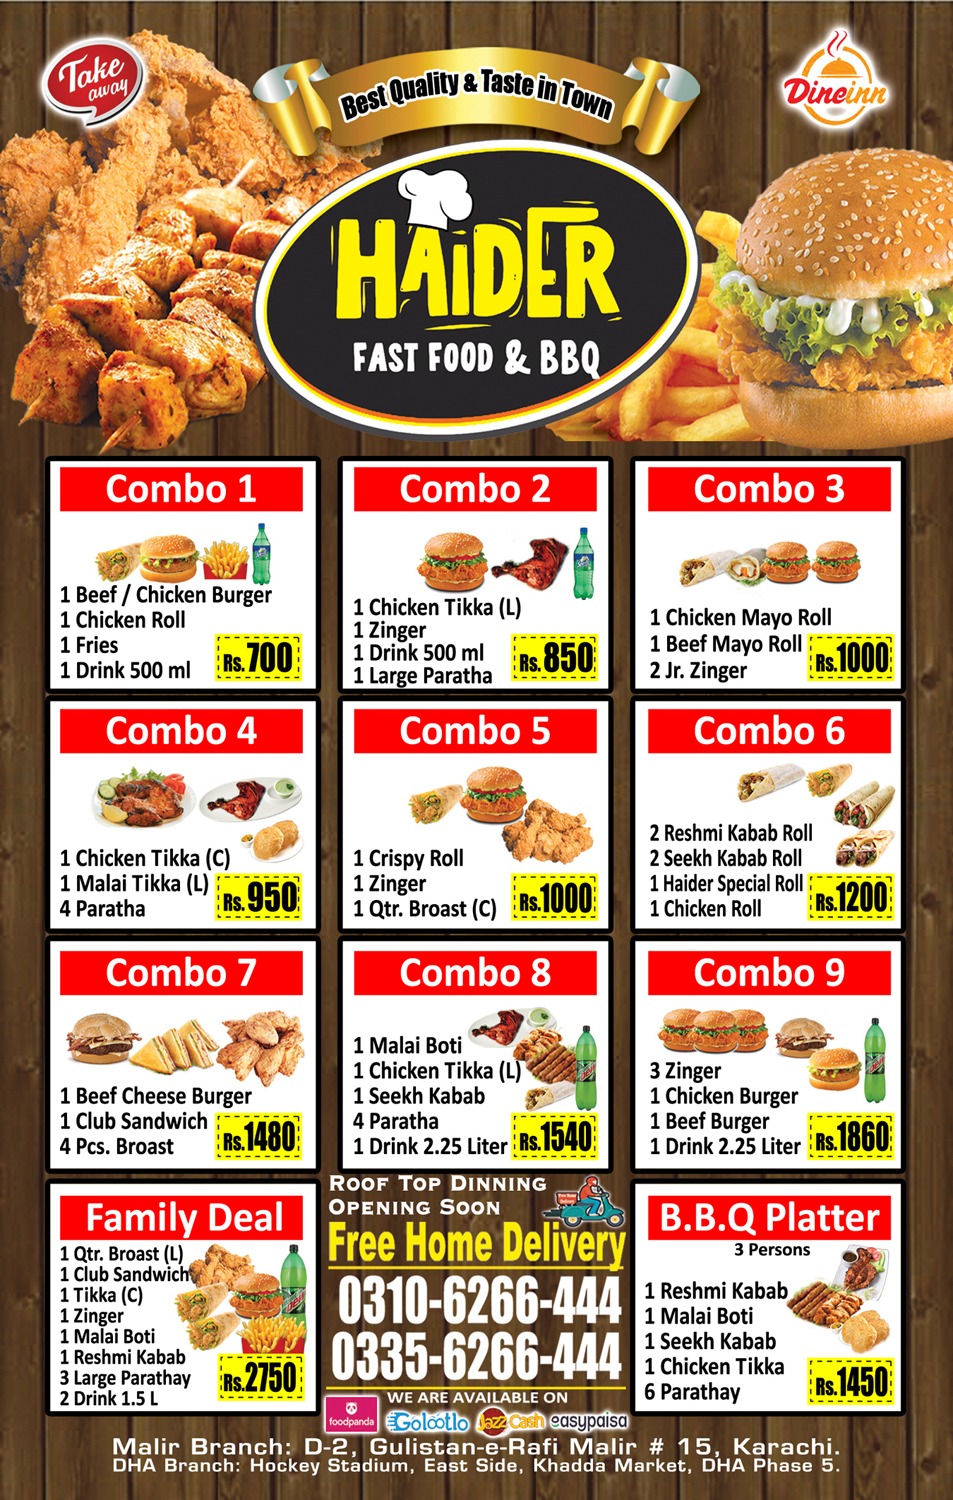 Take
away
Best Quality & Taste in Town
Dineinn
HAiDER
FAST FOOD & BBQ
Combo 1
1 Beef / Chicken Burger
1 Chicken Roll
1 Fries
1 Drink 500 ml
Rs.700
Combo 2
1 Chicken Tikka (L)
1 Zinger
1 Drink 500 ml
1 Large Paratha
Rs.850
Combo 3
1 Chicken Mayo Roll
1 Beef Mayo Roll
2 Jr. Zinger
Rs.1000
Combo 4
1 Chicken Tikka (C)
1 Malai Tikka (L)
4 Paratha
Rs.950
Combo 5
1 Crispy Roll
1 Zinger
1 Qtr. Broast (C)
Rs.1000
Combo 6
2 Reshmi Kabab Roll
2 Seekh Kabab Roll
1 Haider Special Roll
1 Chicken Roll
Rs.1200
Combo 7
1 Beef Cheese Burger
1 Club Sandwich
4 Pcs. Broast
Rs.1480
Combo 8
1 Malai Boti
1 Chicken Tikka (L)
1 Seekh Kabab
4 Paratha
1 Drink 2.25 Liter
Rs.1540
Combo 9
3 Zinger
1 Chicken Burger
1 Beef Burger
1 Drink 2.25 Liter
Rs.1860
Family Deal
1 Qtr. Broast (L)
1 Club Sandwich
1 Tikka (C)
1 Zinger
1 Malai Boti
1 Reshmi Kabab
3 Large Parathay
2 Drink 1.5 L
Rs.2750
Roof Top Dinning
Opening Soon
Free Home Delivery
0310-6266-444
0335-6266-444
WE ARE AVAILABLE ON
foodpanda
Golootlo
JazzCash
easypaisa
B.B.Q Platter
3 Persons
1 Reshmi Kabab
1 Malai Boti
1 Seekh Kabab
1 Chicken Tikka
6 Parathay
Rs.1450
Malir Branch: D-2, Gulistan-e-Rafi Malir # 15, Karachi.
DHA Branch: Hockey Stadium, East Side, Khadda Market, DHA Phase 5.